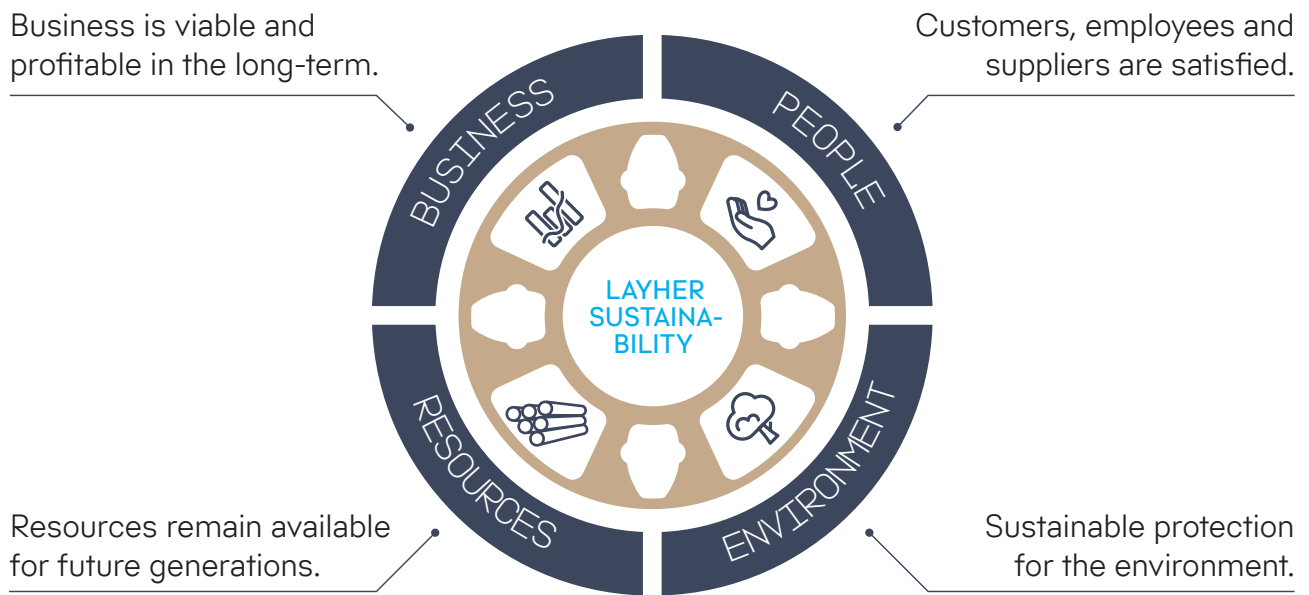 Business is viable and
profitable in the long-term.
Customers, employees and
suppliers are satisfied.
BUSINESS
PEOPLE
LAYHER
SUSTAINA-
BILITY
RESOURCES
ENVIRONMENT
Resources remain available
for future generations.
Sustainable protection
for the environment.